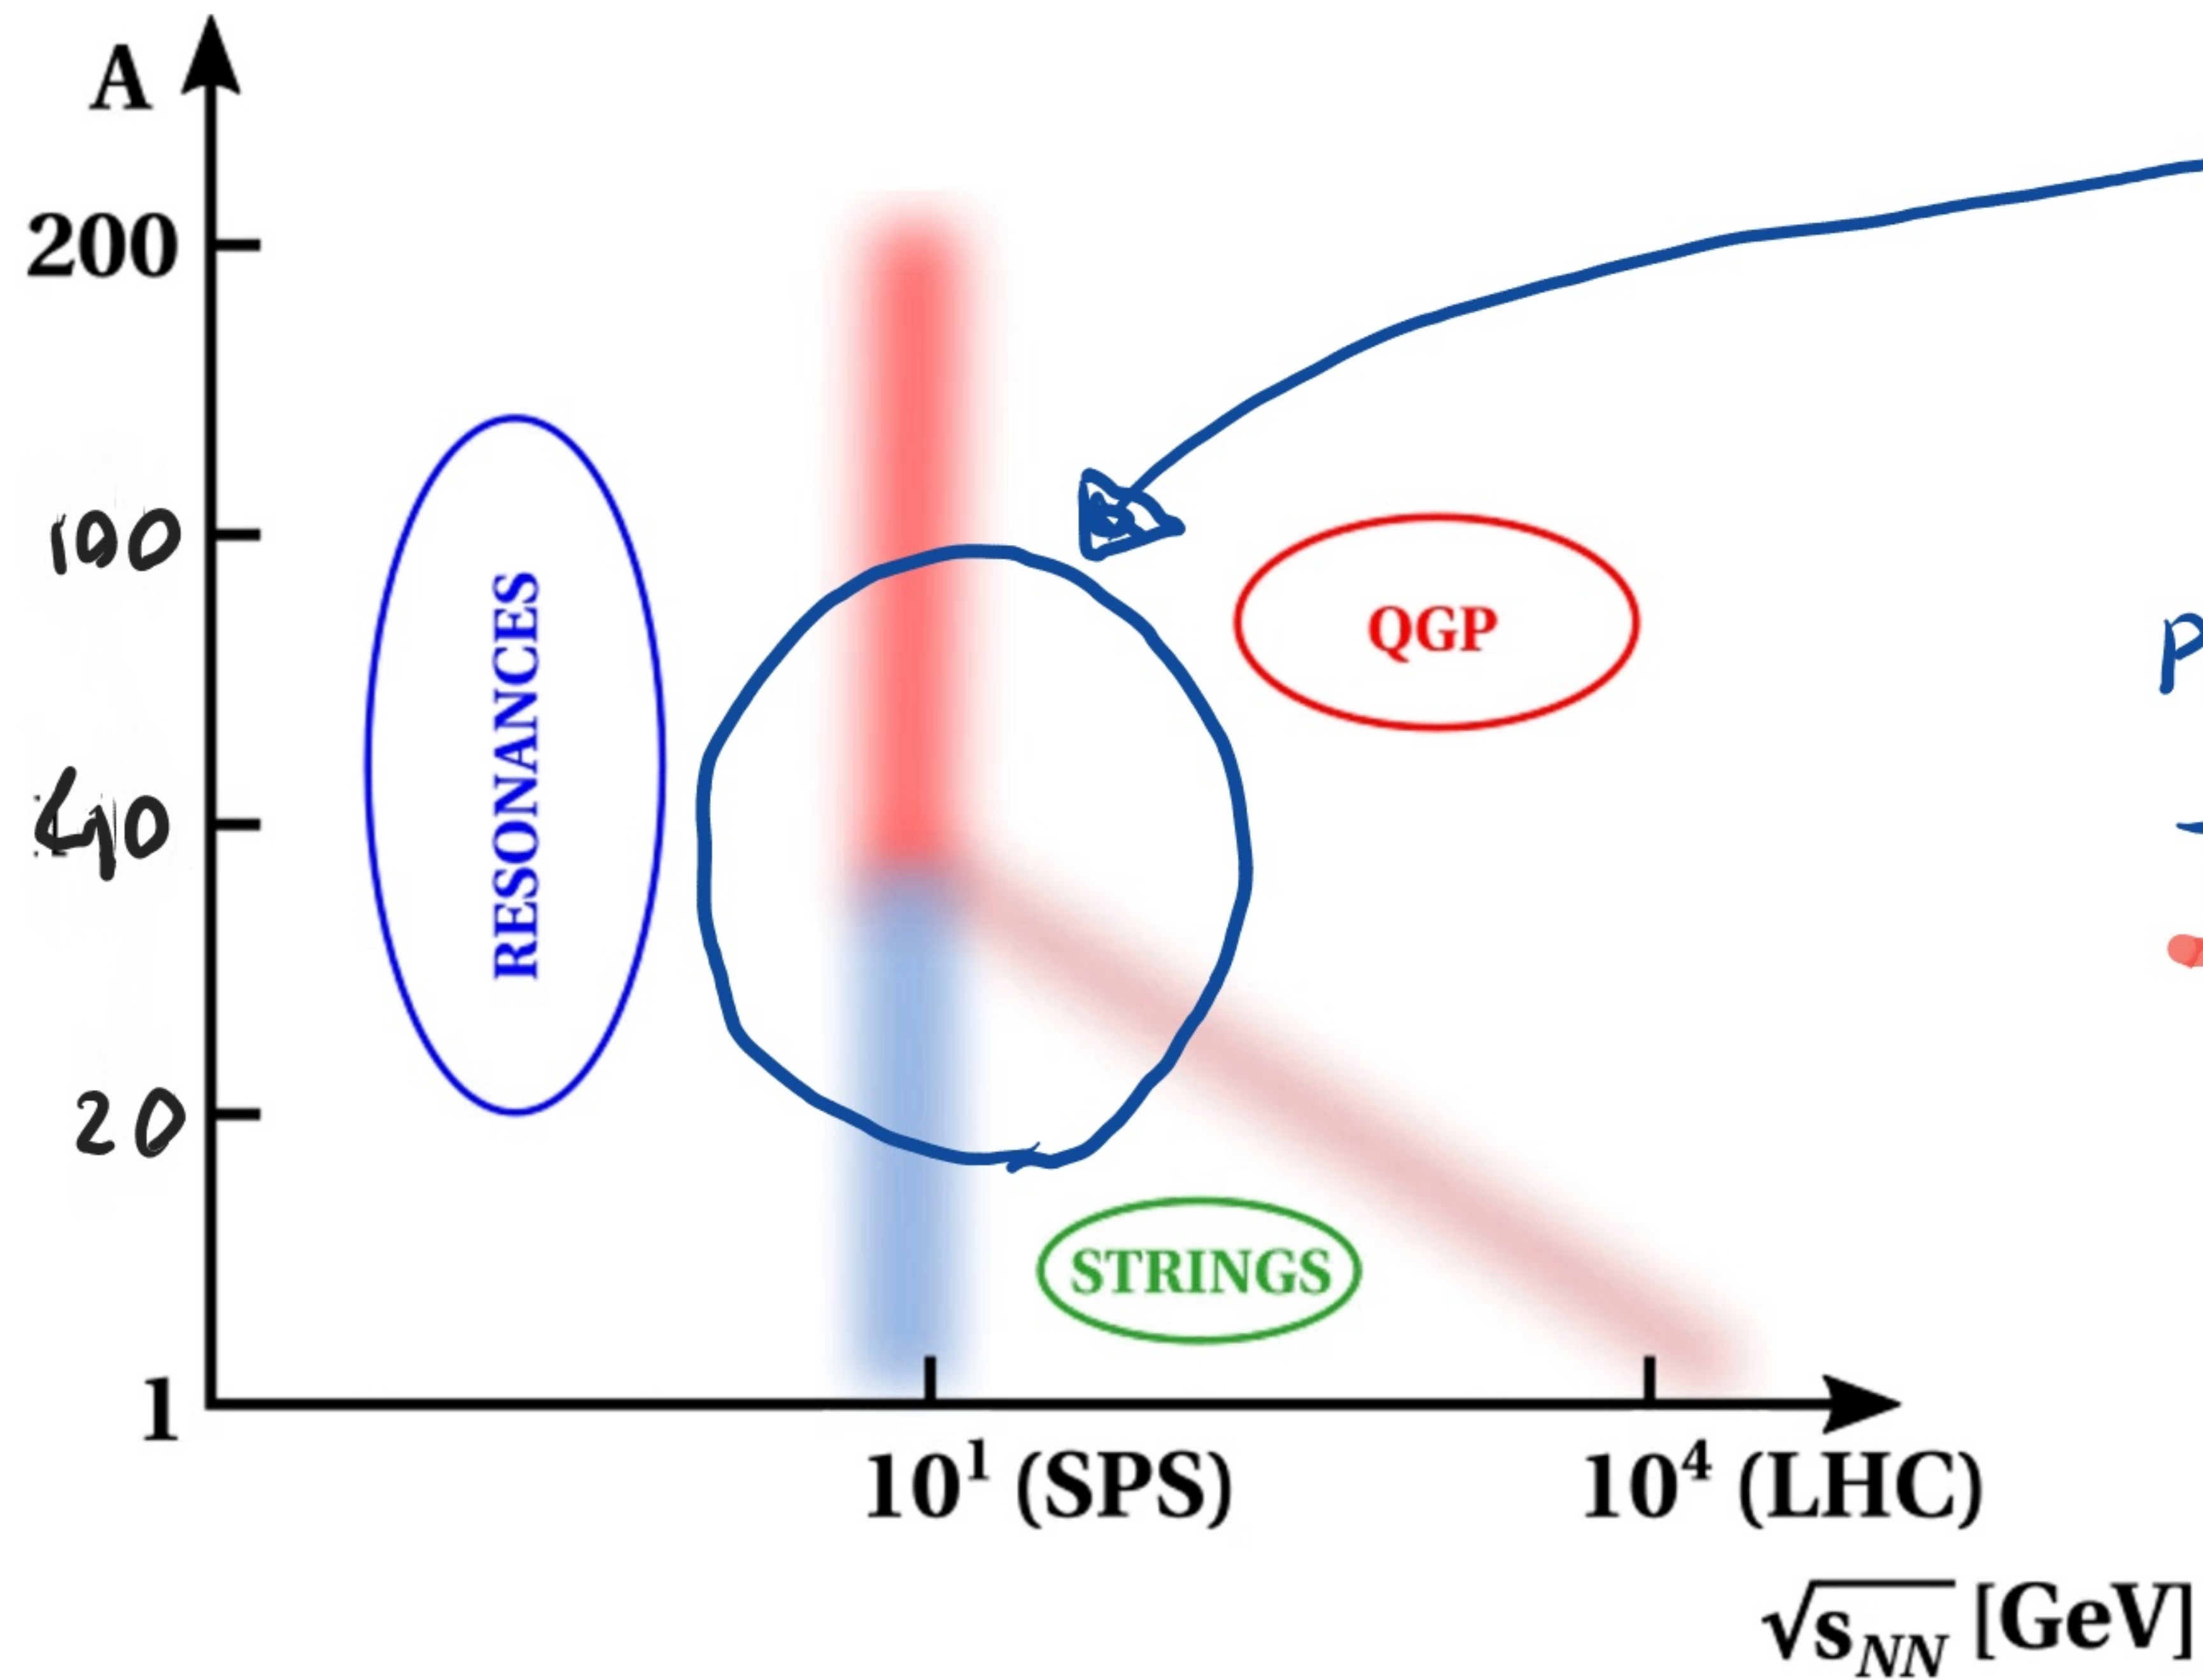 A
200
100
40
20
1
RESONANCES
QGP
p
STRINGS
10¹ (SPS)
10⁴ (LHC)
√s_NN [GeV]